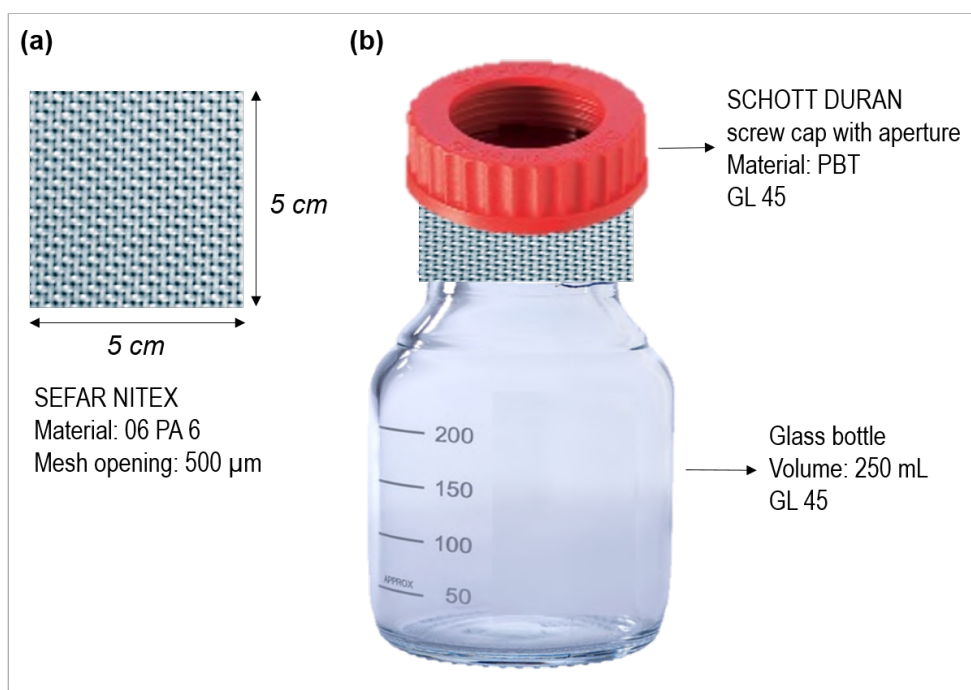 (a)
5 cm
5 cm
SEFAR NITEX
Material: 06 PA 6
Mesh opening: 500 µm
(b)
SCHOTT DURAN
screw cap with aperture
Material: PBT
GL 45
200
150
100
APPROX
50
Glass bottle
Volume: 250 mL
GL 45